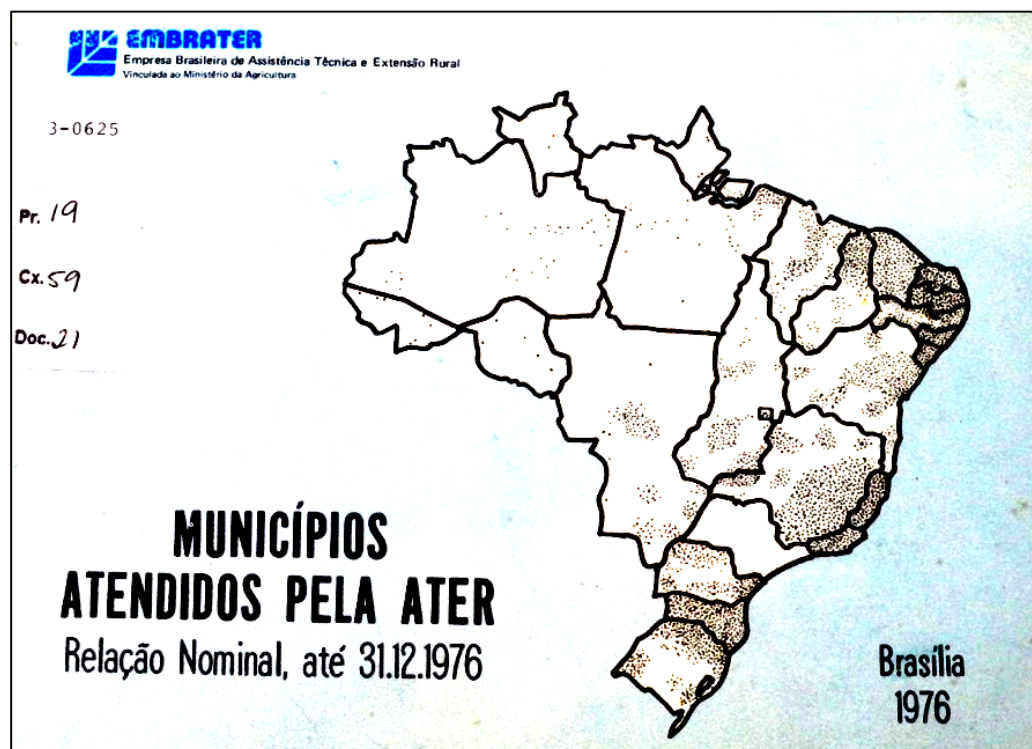 EMBRATER
Empresa Brasileira de Assistência Técnica e Extensão Rural
Vinculada ao Ministério da Agricultura
3-0625
Pr. 19
Cx. 59
Doc. 21
MUNICÍPIOS
ATENDIDOS PELA ATER
Relação Nominal, até 31.12.1976
Brasília
1976